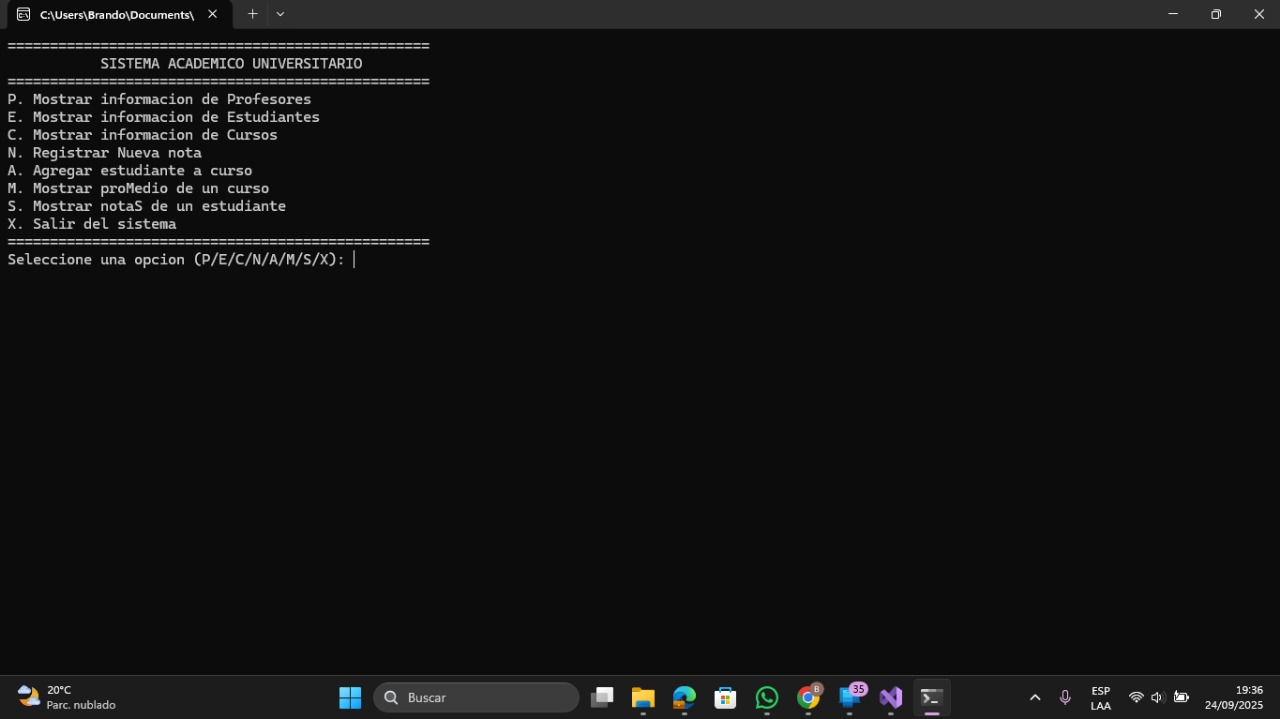 C:\Users\Brando\Documents\
==================================================
SISTEMA ACADEMICO UNIVERSITARIO
==================================================
P. Mostrar informacion de Profesores
E. Mostrar informacion de Estudiantes
C. Mostrar informacion de Cursos
N. Registrar Nueva nota
A. Agregar estudiante a curso
M. Mostrar proMedio de un curso
S. Mostrar notaS de un estudiante
X. Salir del sistema
==================================================
Seleccione una opcion (P/E/C/N/A/M/S/X):
20°C
Parc. nublado
Buscar
B
35
ESP
LAA
19:36
24/09/2025